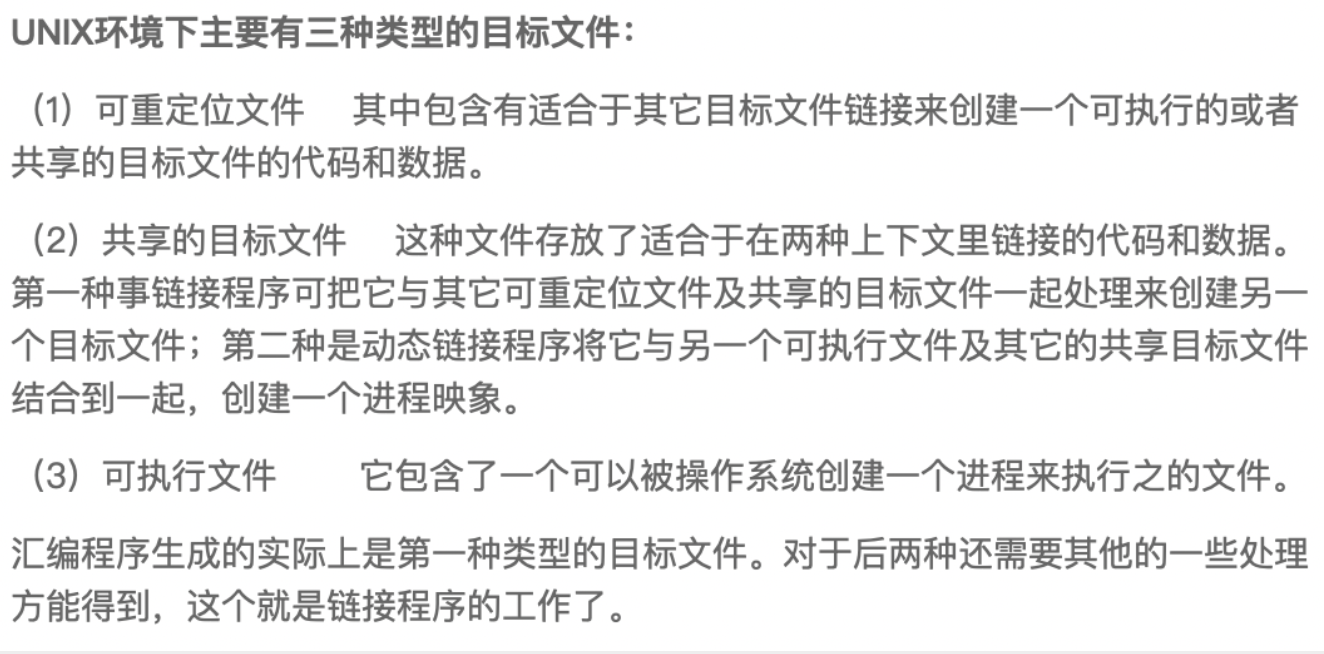 UNIX环境下主要有三种类型的目标文件：
（1）可重定位文件　其中包含有适合于其它目标文件链接来创建一个可执行的或者
共享的目标文件的代码和数据。
（2）共享的目标文件　这种文件存放了适合于在两种上下文里链接的代码和数据。
第一种事链接程序可把它与其它可重定位文件及共享的目标文件一起处理来创建另一
个目标文件；第二种是动态链接程序将它与另一个可执行文件及其它的共享目标文件
结合到一起，创建一个进程映象。
（3）可执行文件　　它包含了一个可以被操作系统创建一个进程来执行之的文件。
汇编程序生成的实际上是第一种类型的目标文件。对于后两种还需要其他的一些处理
方能得到，这个就是链接程序的工作了。